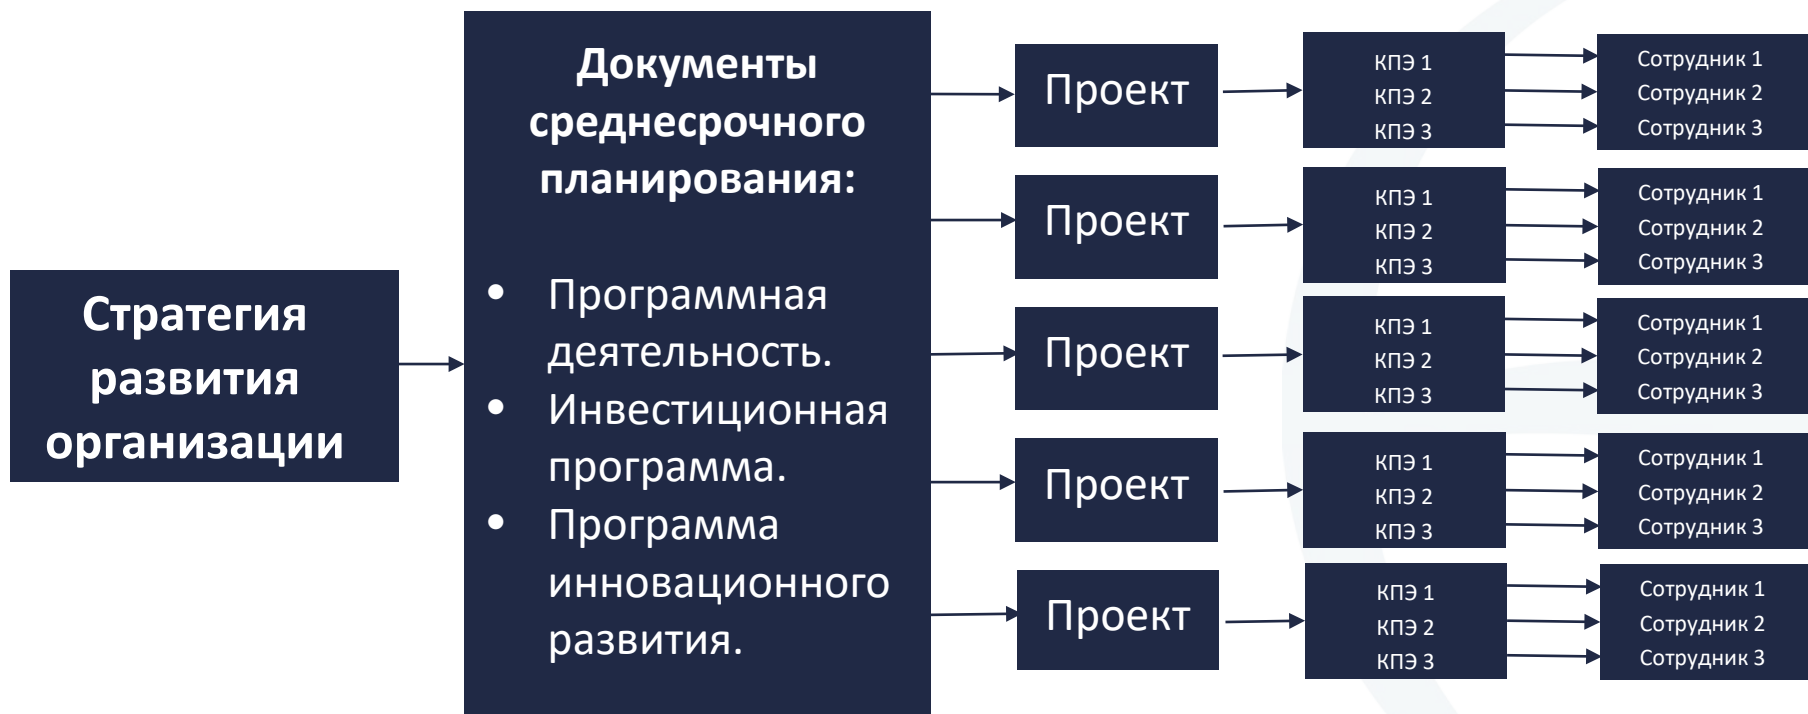 Стратегия
развития
организации
Документы
среднесрочного
планирования:
• Программная
деятельность.
• Инвестиционная
программа.
• Программа
инновационного
развития.
Проект
КПЭ 1
КПЭ 2
КПЭ 3
Сотрудник 1
Сотрудник 2
Сотрудник 3
Проект
КПЭ 1
КПЭ 2
КПЭ 3
Сотрудник 1
Сотрудник 2
Сотрудник 3
Проект
КПЭ 1
КПЭ 2
КПЭ 3
Сотрудник 1
Сотрудник 2
Сотрудник 3
Проект
КПЭ 1
КПЭ 2
КПЭ 3
Сотрудник 1
Сотрудник 2
Сотрудник 3
Проект
КПЭ 1
КПЭ 2
КПЭ 3
Сотрудник 1
Сотрудник 2
Сотрудник 3